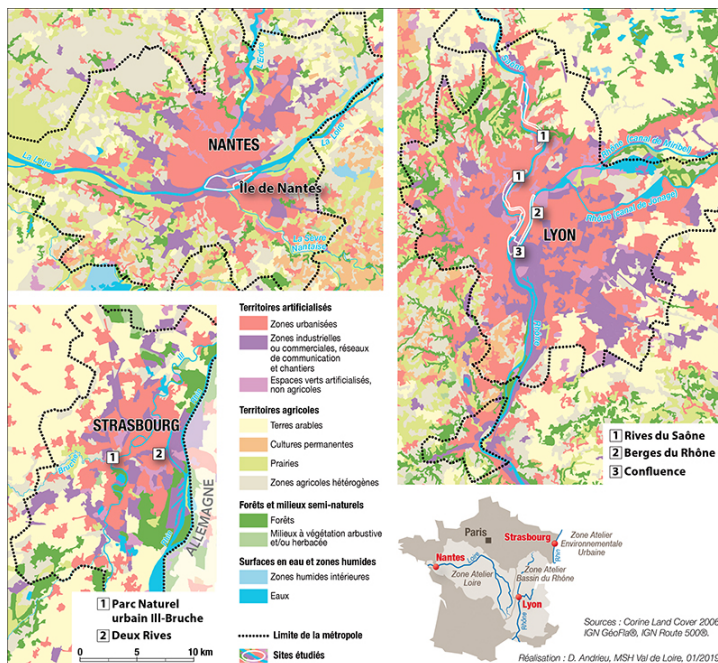 L'Erdre
NANTES
La Loire
La Loire
Île de Nantes
La Sèvre
Nantaise
Saône
1
Rhône (canal de Miribel)
1
2
Rhône (canal de Jonage)
LYON
3
Rhône
1 Rives du Saône
2 Berges du Rhône
3 Confluence
Ill
STRASBOURG
1
2
Bruche
Rhin
ALLEMAGNE
1 Parc Naturel
urbain Ill-Bruche
2 Deux Rives
0 5 10 km
Territoires artificialisés
Zones urbanisées
Zones industrielles
ou commerciales, réseaux
de communication
et chantiers
Espaces verts artificialisés,
non agricoles
Territoires agricoles
Terres arables
Cultures permanentes
Prairies
Zones agricoles hétérogènes
Forêts et milieux semi-naturels
Forêts
Milieux à végétation arbustive
et/ou herbacée
Surfaces en eau et zones humides
Zones humides intérieures
Eaux
Limite de la métropole
Sites étudiés
Paris
Strasbourg
Rhin
Zone Atelier
Environnementale
Urbaine
Nantes
Loire
Zone Atelier
Loire
Zone Atelier
Bassin du Rhône
Lyon
Rhône
Sources : Corine Land Cover 2006
IGN GéoFla®, IGN Route 500®.
Réalisation : D. Andrieu, MSH Val de Loire, 01/2019